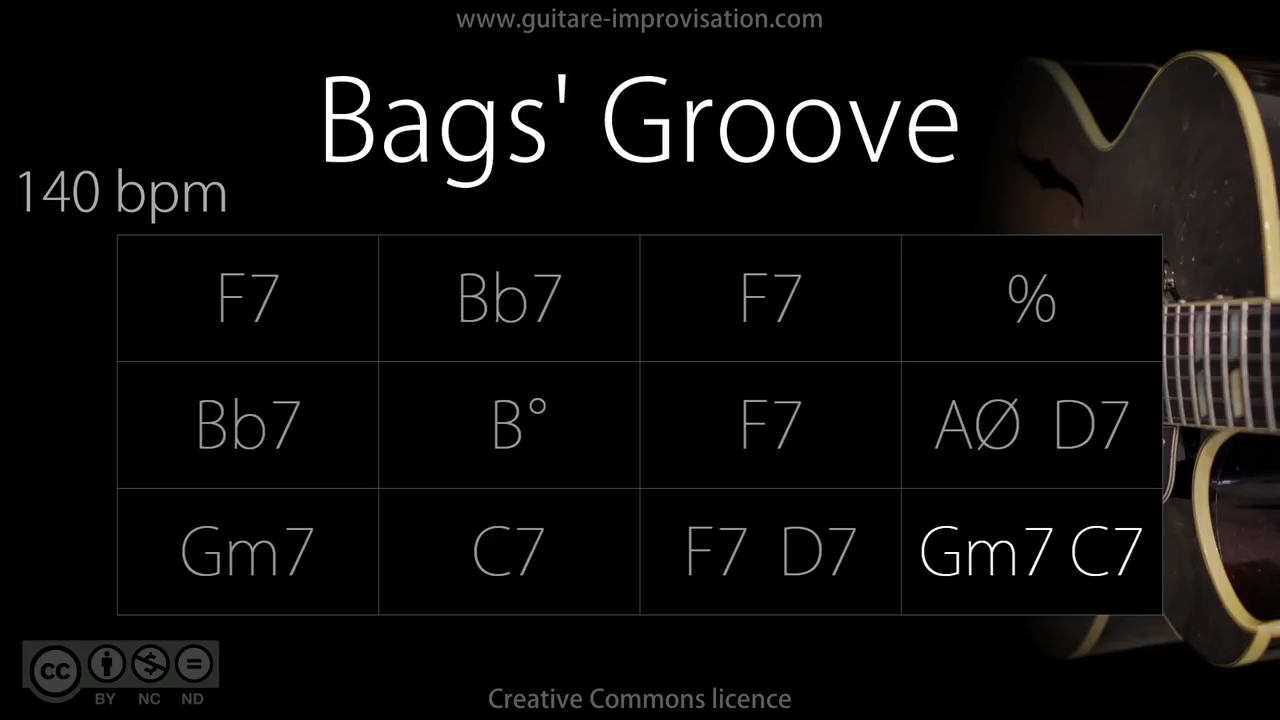 www.guitare-improvisation.com
Bags' Groove
140 bpm
F7 Bb7 F7 %
Bb7 B° F7 AØ D7
Gm7 C7 F7 D7 Gm7 C7
cc
BY NC ND
Creative Commons licence